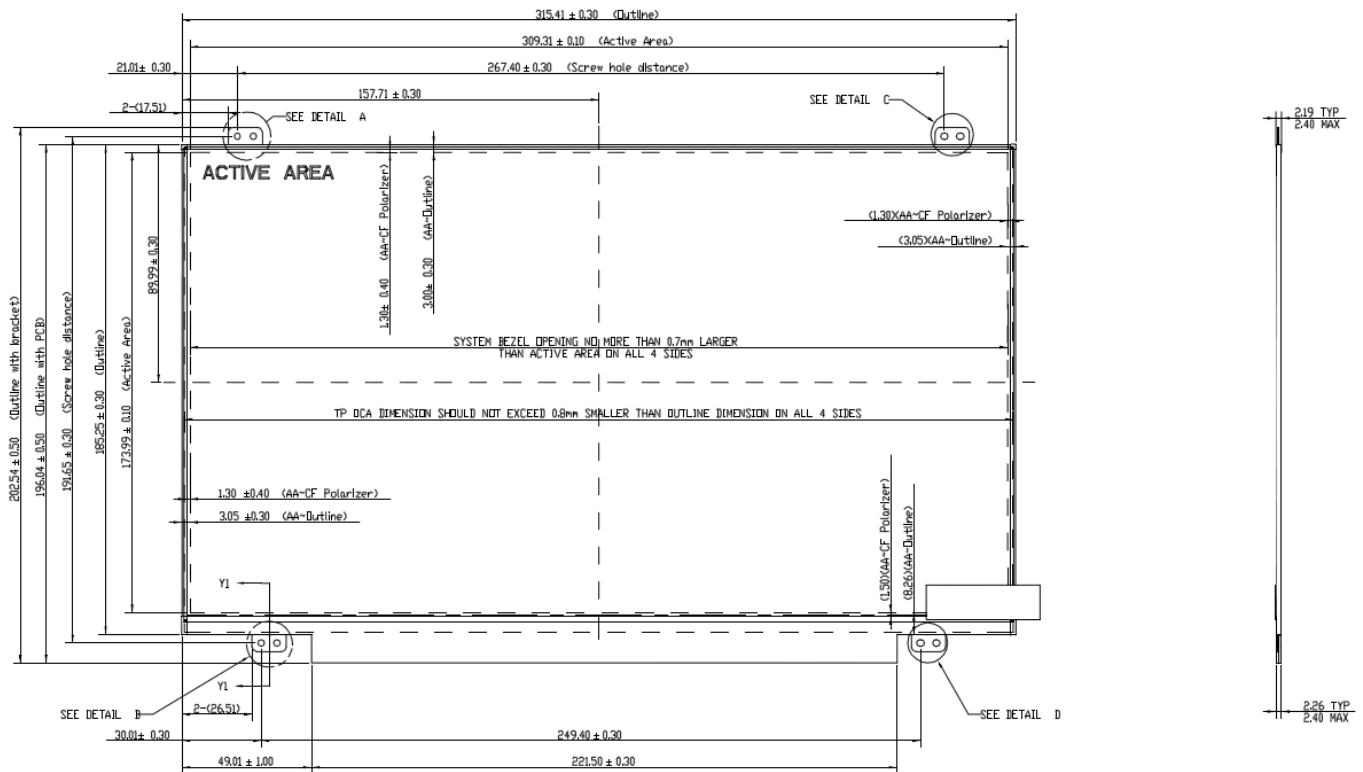 315.41 ± 0.30 (Outline)
309.31 ± 0.10 (Active Area)
21.01± 0.30
267.40 ± 0.30 (Screw hole distance)
157.71 ± 0.30
2-(17.51)
SEE DETAIL A
SEE DETAIL C
2.19 TYP
2.40 MAX
ACTIVE AREA
202.54 ± 0.50 (Outline with bracket)
196.04 ± 0.50 (Outline with PCB)
191.65 ± 0.30 (Screw hole distance)
185.25 ± 0.30 (Outline)
173.99 ± 0.10 (Active Area)
89.99 ± 0.30
1.30± 0.40 (AA~CF Polarizer)
3.00± 0.30 (AA~Outline)
(1.30)(AA~CF Polarizer)
(3.05)(AA~Outline)
SYSTEM BEZEL OPENING NO MORE THAN 0.7mm LARGER
THAN ACTIVE AREA ON ALL 4 SIDES
TP OCA DIMENSION SHOULD NOT EXCEED 0.8mm SMALLER THAN OUTLINE DIMENSION ON ALL 4 SIDES
1.30 ±0.40 (AA~CF Polarizer)
3.05 ±0.30 (AA~Outline)
(1.50)(AA~CF Polarizer)
(8.26)(AA~Outline)
Y1
Y1
SEE DETAIL B
2-(26.51)
SEE DETAIL D
2.26 TYP
2.40 MAX
30.01± 0.30
249.40 ± 0.30
49.01 ± 1.00
221.50 ± 0.30